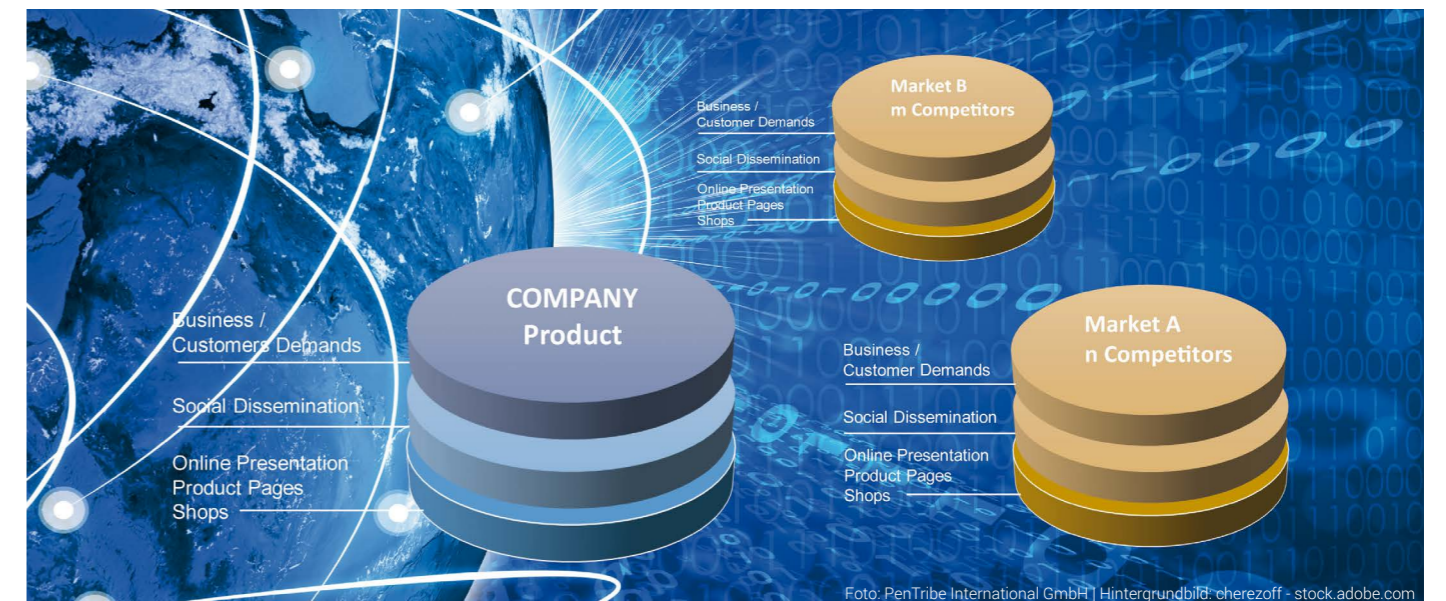 Market B
m Competitors
Business /
Customer Demands
Social Dissemination
Online Presentation
Product Pages
Shops
COMPANY
Product
Business /
Customers Demands
Social Dissemination
Online Presentation
Product Pages
Shops
Market A
n Competitors
Business /
Customer Demands
Social Dissemination
Online Presentation
Product Pages
Shops
Foto: PenTribe International GmbH | Hintergrundbild: cherezoff - stock.adobe.com